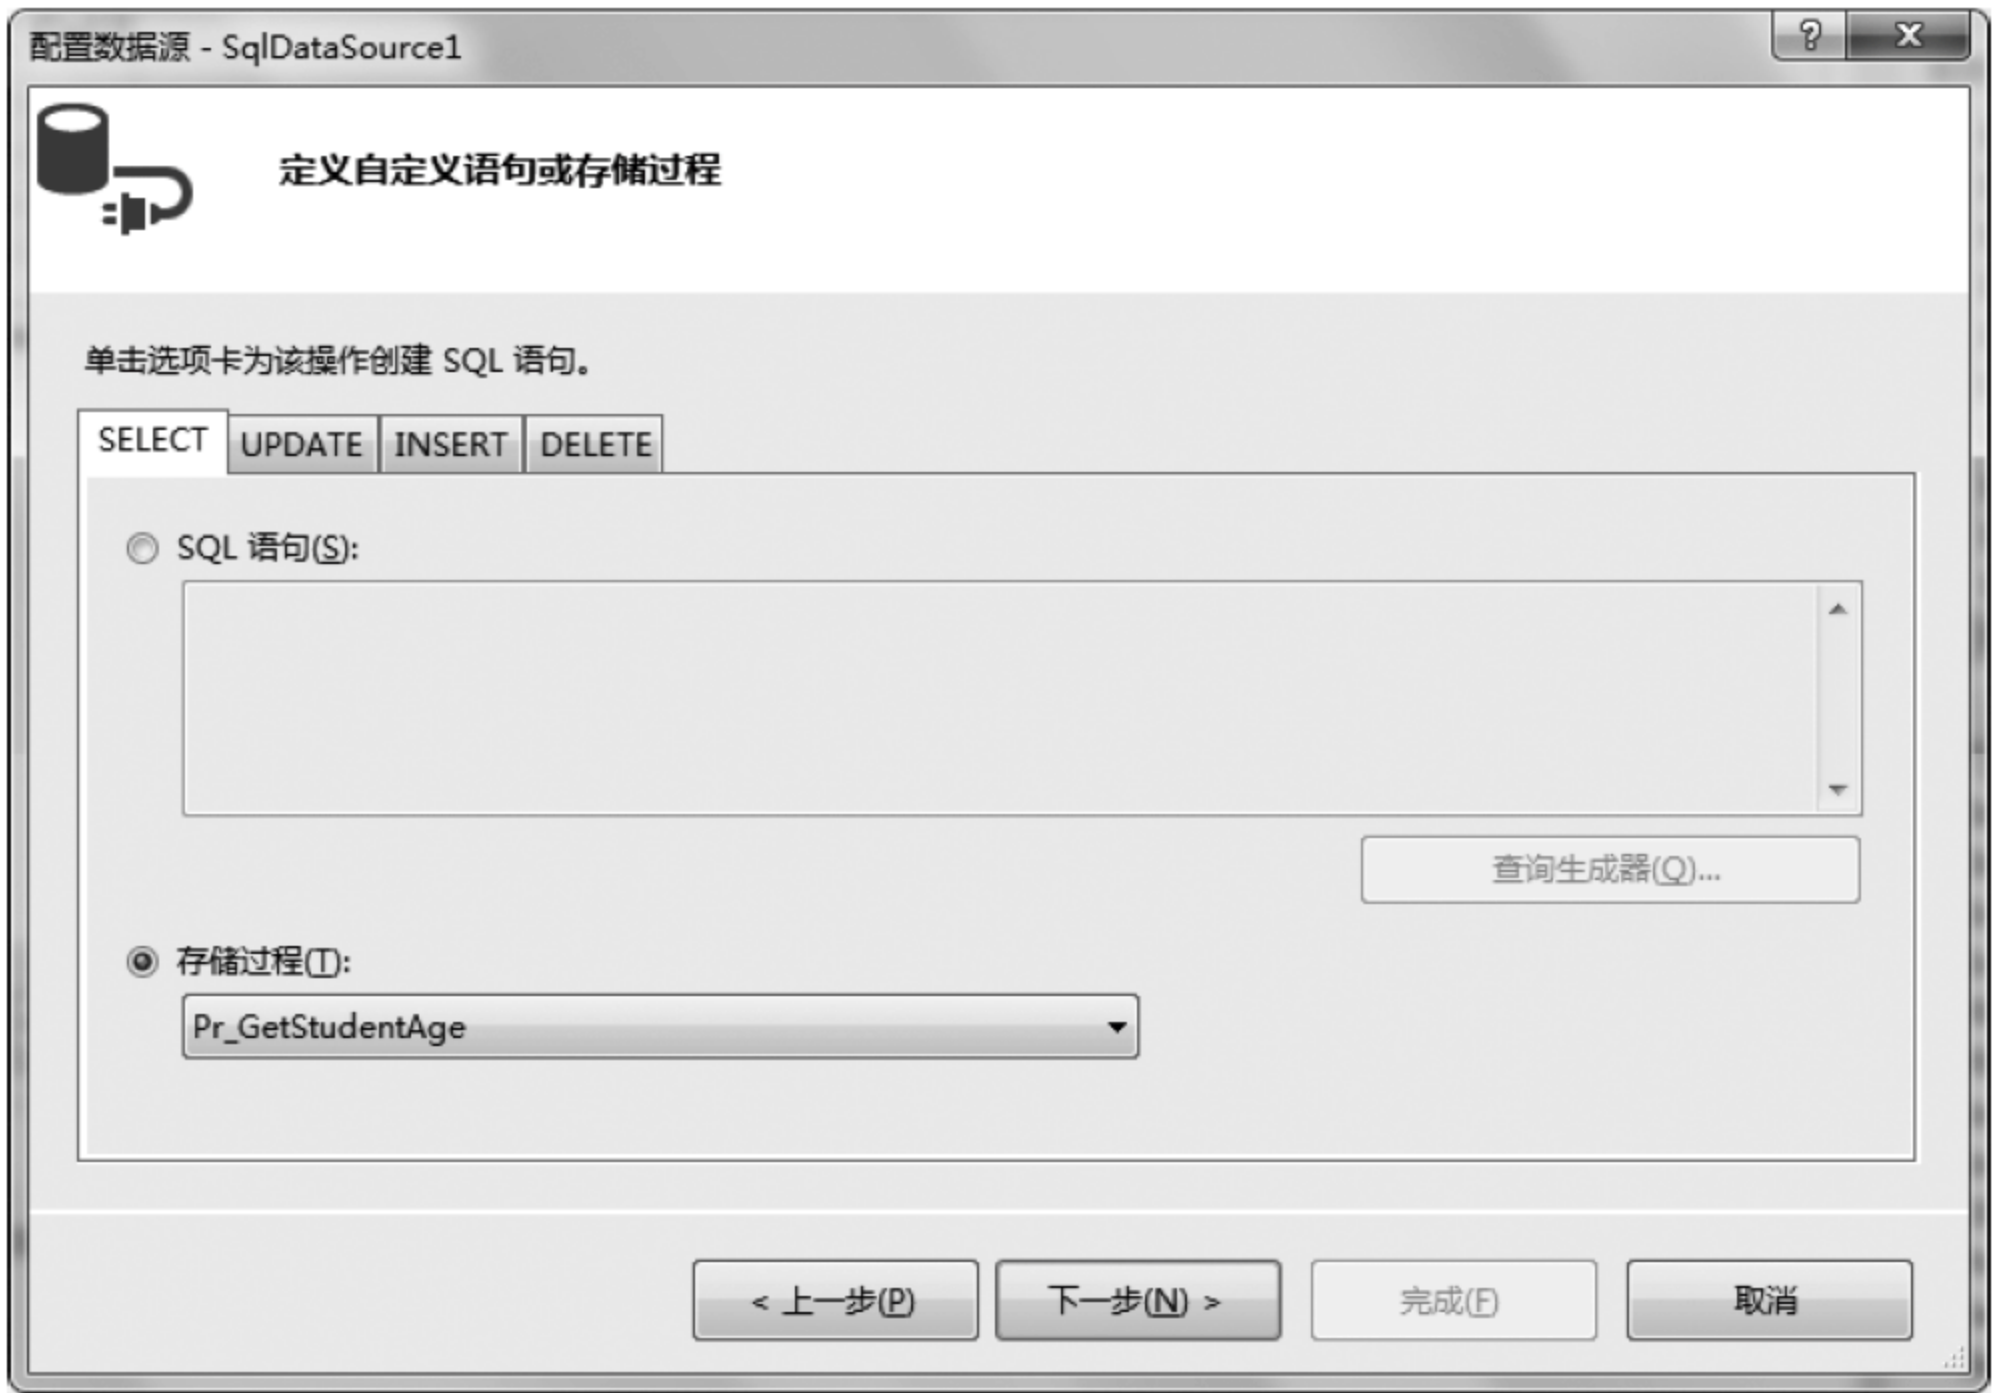 配置数据源 - SqlDataSource1
定义自定义语句或存储过程
单击选项卡为该操作创建 SQL 语句。
SELECT UPDATE INSERT DELETE
SQL 语句(S):
查询生成器(Q)...
存储过程(T):
Pr_GetStudentAge
< 上一步(P) 下一步(N) > 完成(F) 取消